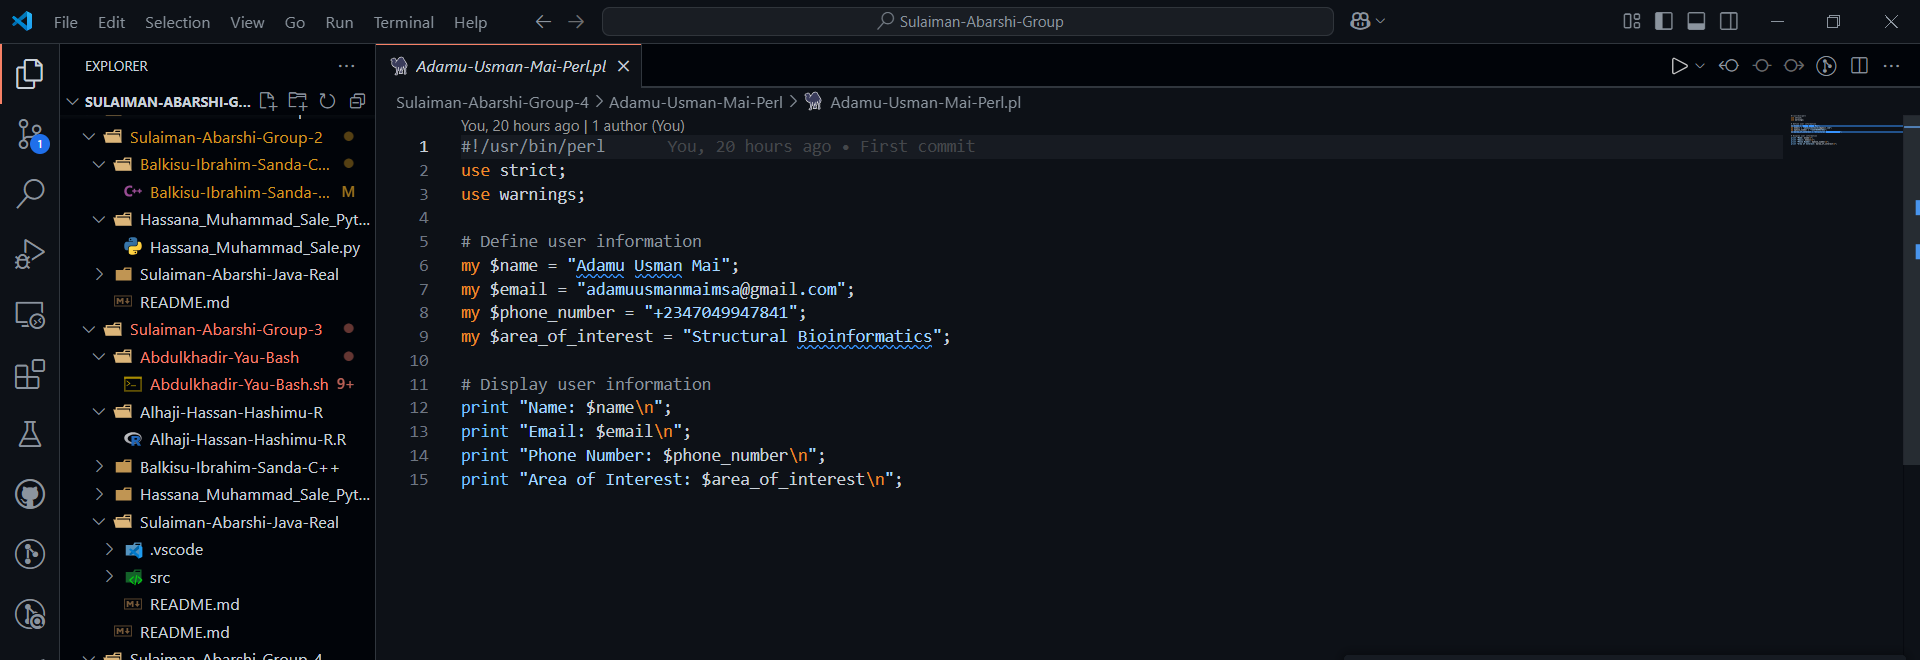 File Edit Selection View Go Run Terminal Help
Sulaiman-Abarshi-Group
EXPLORER
SULAIMAN-ABARSHI-G...
Sulaiman-Abarshi-Group-2
Balkisu-Ibrahim-Sanda-C...
C++ Balkisu-Ibrahim-Sanda-... M
Hassana_Muhammad_Sale_Pyt...
Hassana_Muhammad_Sale.py
Sulaiman-Abarshi-Java-Real
README.md
Sulaiman-Abarshi-Group-3
Abdulkhadir-Yau-Bash
Abdulkhadir-Yau-Bash.sh 9+
Alhaji-Hassan-Hashimu-R
Alhaji-Hassan-Hashimu-R.R
Balkisu-Ibrahim-Sanda-C++
Hassana_Muhammad_Sale_Pyt...
Sulaiman-Abarshi-Java-Real
.vscode
src
README.md
README.md
Sulaiman-Abarshi-Group-4
1
Adamu-Usman-Mai-Perl.pl
Sulaiman-Abarshi-Group-4 > Adamu-Usman-Mai-Perl > Adamu-Usman-Mai-Perl.pl
You, 20 hours ago | 1 author (You)
1 #!/usr/bin/perl You, 20 hours ago • First commit
2 use strict;
3 use warnings;
4
5 # Define user information
6 my $name = "Adamu Usman Mai";
7 my $email = "adamuusmanmaimsa@gmail.com";
8 my $phone_number = "+2347049947841";
9 my $area_of_interest = "Structural Bioinformatics";
10
11 # Display user information
12 print "Name: $name\n";
13 print "Email: $email\n";
14 print "Phone Number: $phone_number\n";
15 print "Area of Interest: $area_of_interest\n";